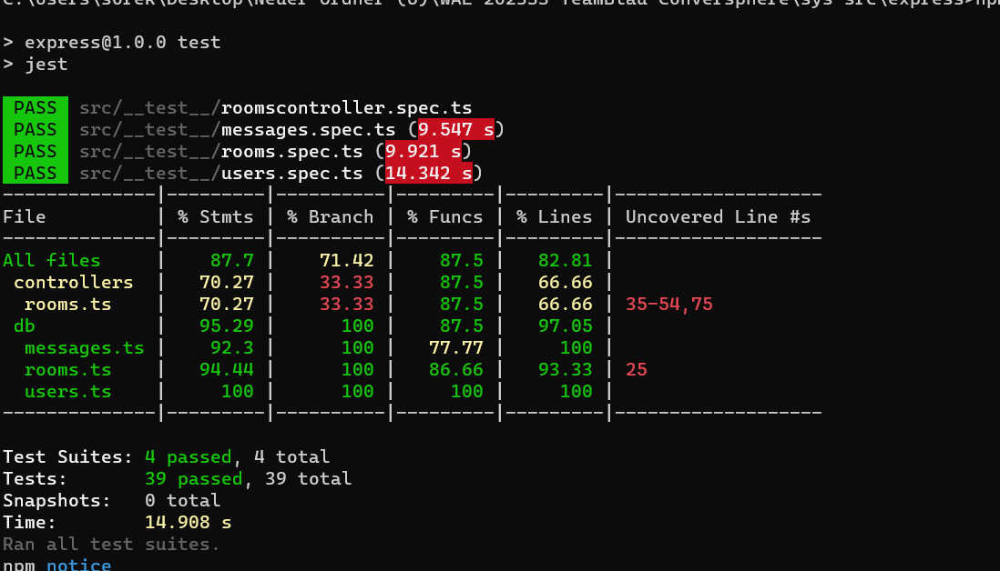 C:\Users\soner\Desktop\Neuer Ordner (6)\WAE 202333 TeamBlau Conversphere\sys-src\express>npm
> express@1.0.0 test
> jest
PASS src/__test__/roomscontroller.spec.ts
PASS src/__test__/messages.spec.ts (9.547 s)
PASS src/__test__/rooms.spec.ts (9.921 s)
PASS src/__test__/users.spec.ts (14.342 s)
--------------|---------|----------|---------|---------|-------------------
File | % Stmts | % Branch | % Funcs | % Lines | Uncovered Line #s
--------------|---------|----------|---------|---------|-------------------
All files | 87.7 | 71.42 | 87.5 | 82.81 |
controllers | 70.27 | 33.33 | 87.5 | 66.66 |
rooms.ts | 70.27 | 33.33 | 87.5 | 66.66 | 35-54,75
db | 95.29 | 100 | 87.5 | 97.05 |
messages.ts | 92.3 | 100 | 77.77 | 100 |
rooms.ts | 94.44 | 100 | 86.66 | 93.33 | 25
users.ts | 100 | 100 | 100 | 100 |
--------------|---------|----------|---------|---------|-------------------
Test Suites: 4 passed, 4 total
Tests: 39 passed, 39 total
Snapshots: 0 total
Time: 14.908 s
Ran all test suites.
npm notice